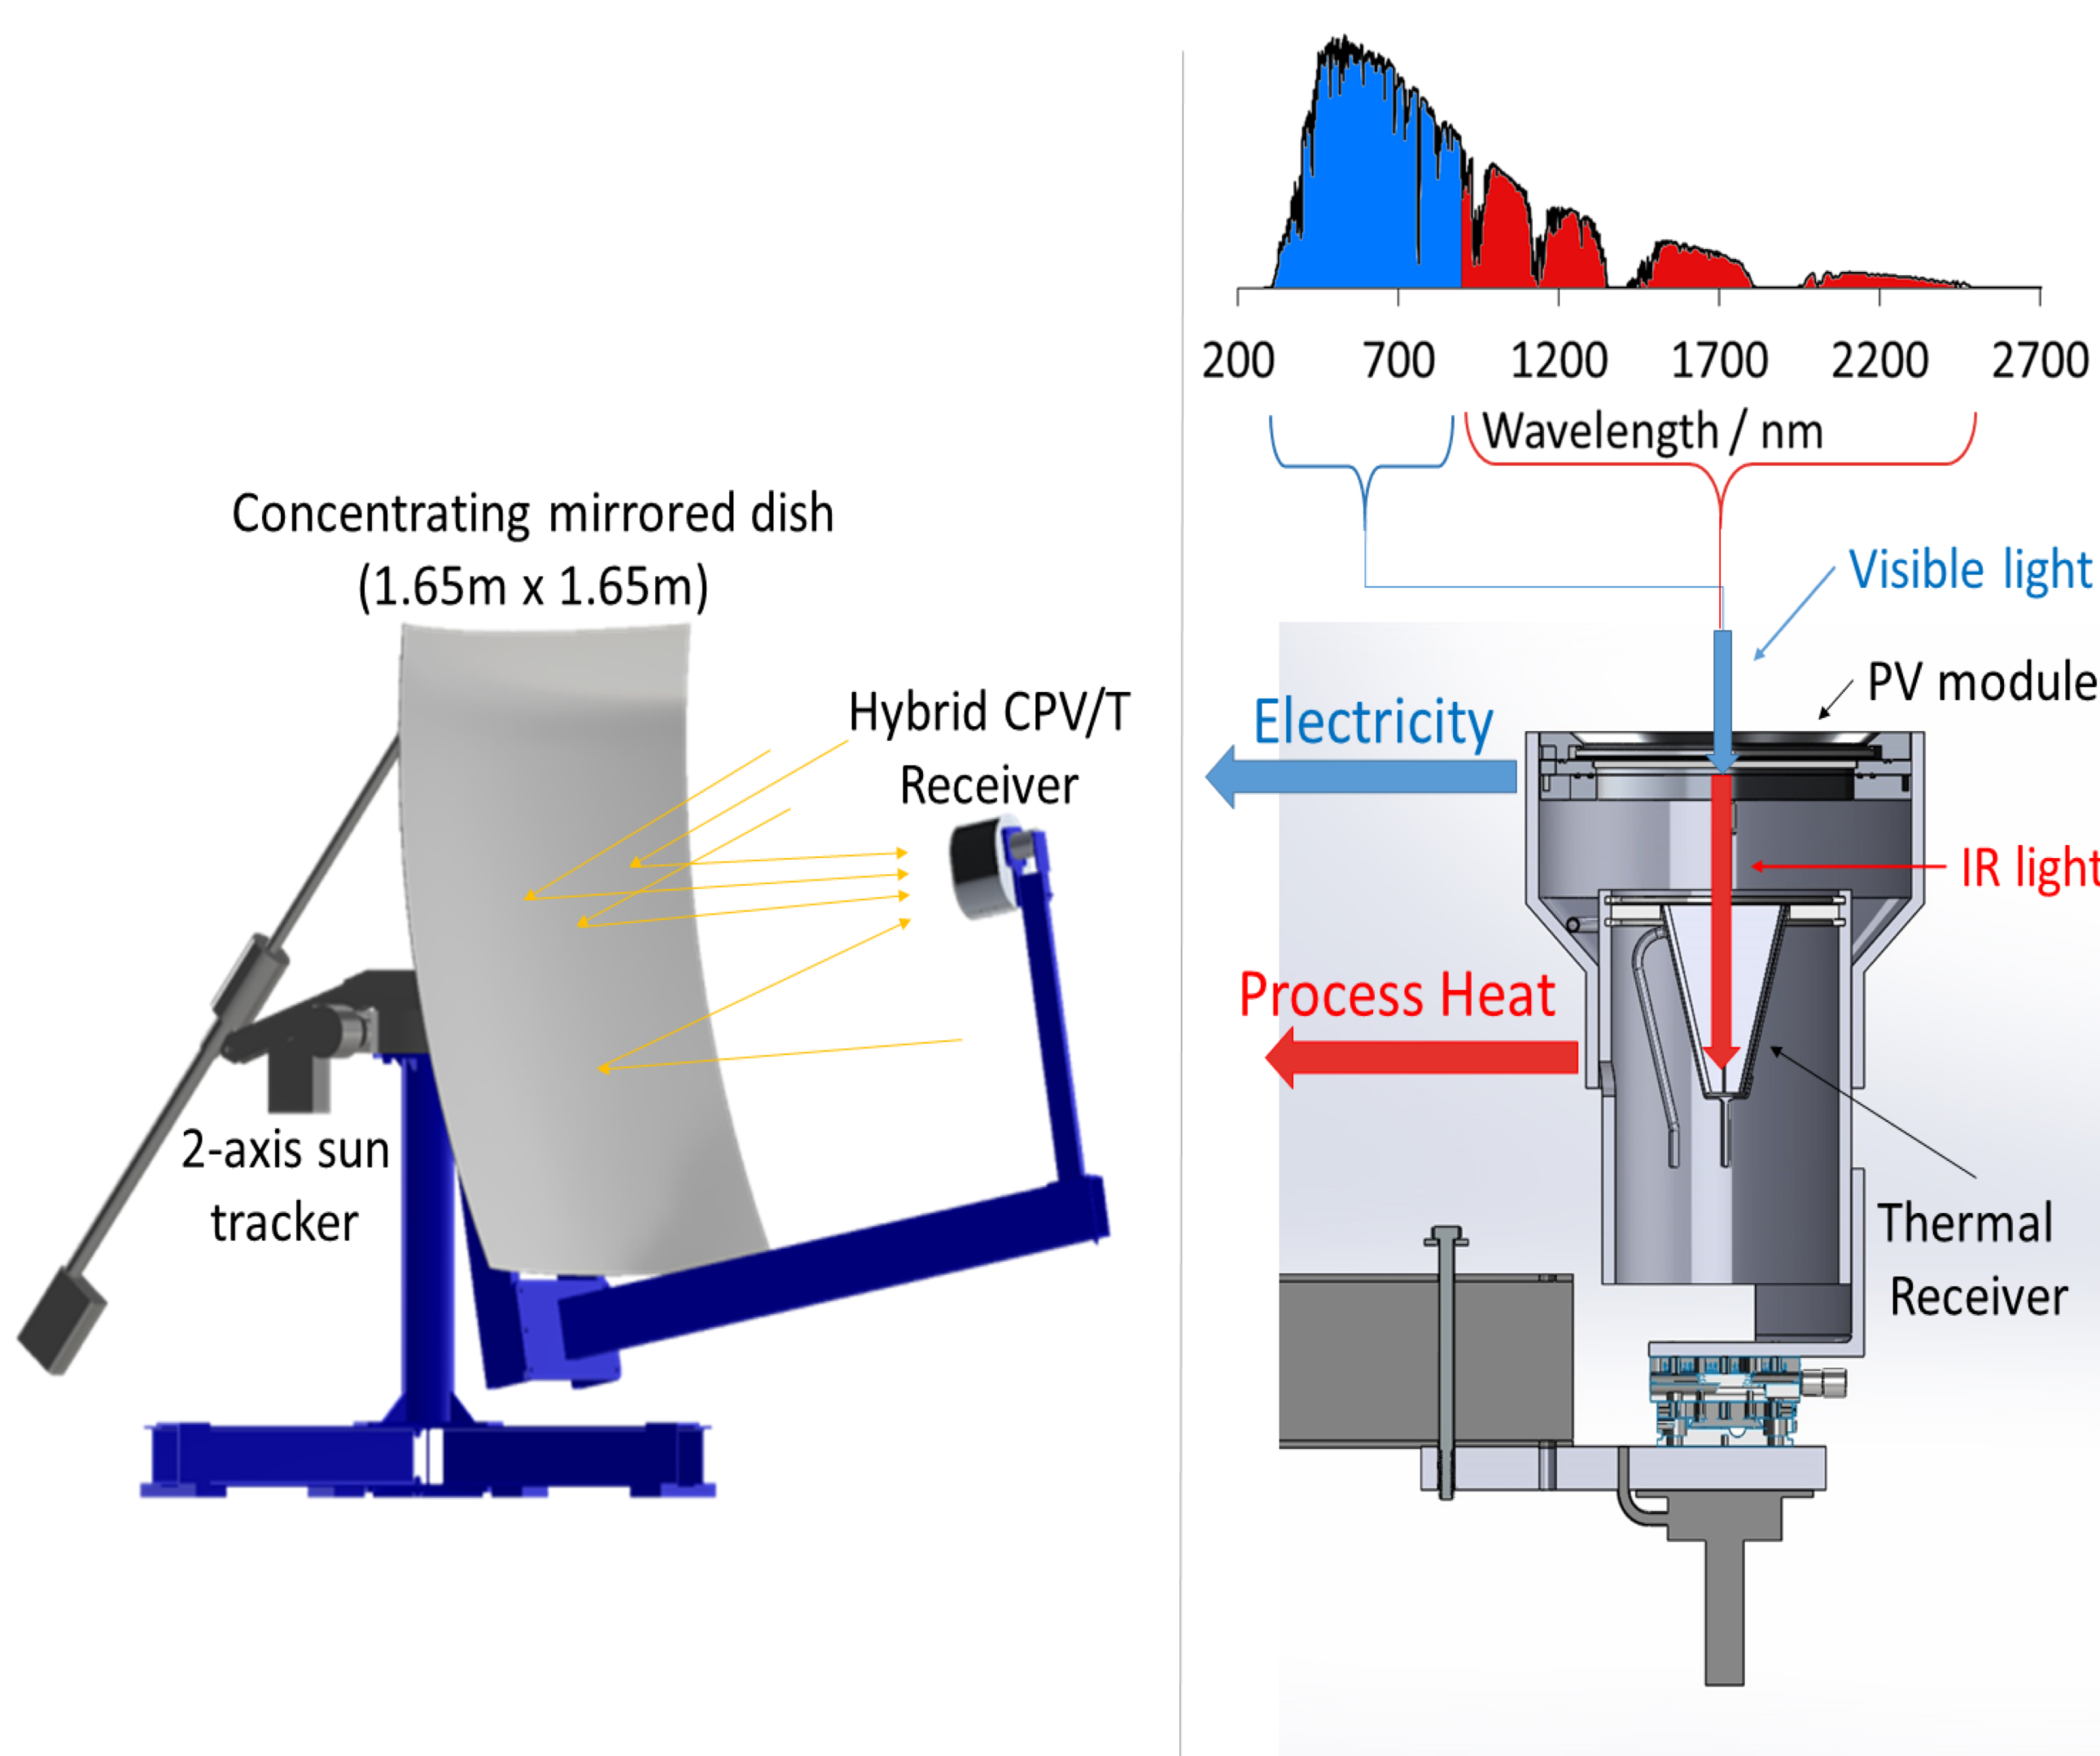 Concentrating mirrored dish
(1.65m x 1.65m)
Hybrid CPV/T
Receiver
2-axis sun
tracker
200 700 1200 1700 2200 2700
Wavelength / nm
Visible light
PV module
Electricity
IR light
Process Heat
Thermal
Receiver